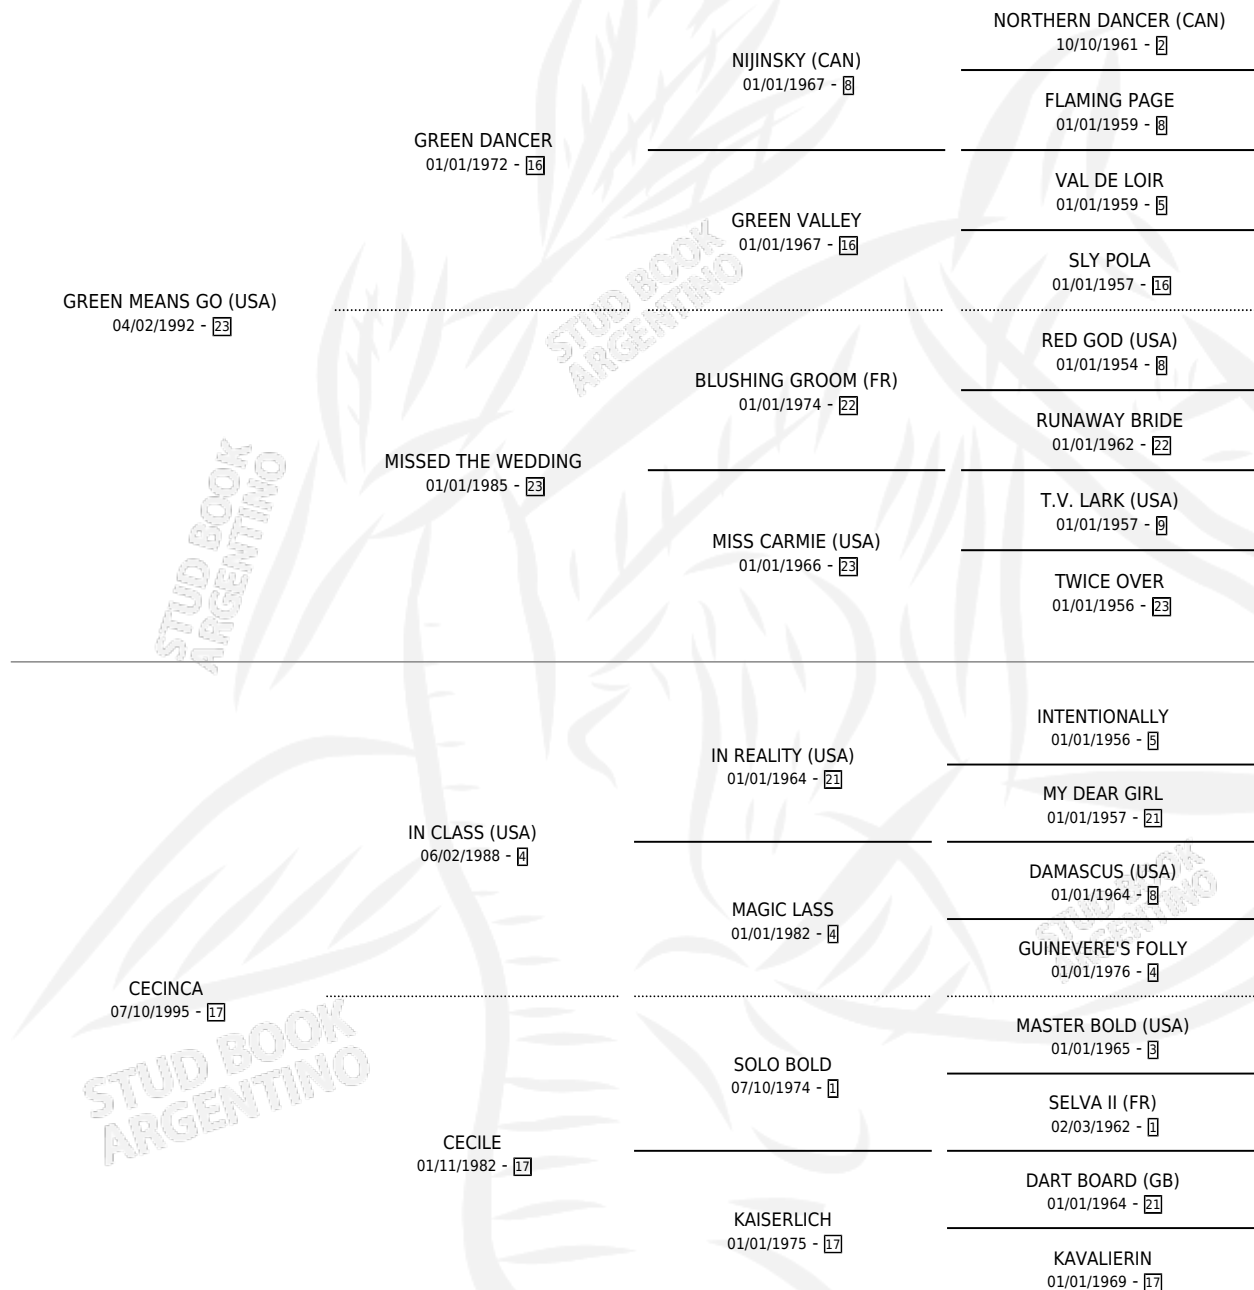 NORTHERN DANCER (CAN)
10/10/1961 - 2
NIJINSKY (CAN)
01/01/1967 - 8
FLAMING PAGE
01/01/1959 - 8
GREEN DANCER
01/01/1972 - 16
VAL DE LOIR
01/01/1959 - 5
GREEN VALLEY
01/01/1967 - 16
SLY POLA
01/01/1957 - 16
GREEN MEANS GO (USA)
04/02/1992 - 23
RED GOD (USA)
01/01/1954 - 8
BLUSHING GROOM (FR)
01/01/1974 - 22
RUNAWAY BRIDE
01/01/1962 - 22
MISSED THE WEDDING
01/01/1985 - 23
T.V. LARK (USA)
01/01/1957 - 9
MISS CARMIE (USA)
01/01/1966 - 23
TWICE OVER
01/01/1956 - 23
INTENTIONALLY
01/01/1956 - 5
IN REALITY (USA)
01/01/1964 - 21
MY DEAR GIRL
01/01/1957 - 21
IN CLASS (USA)
06/02/1988 - 4
DAMASCUS (USA)
01/01/1964 - 8
MAGIC LASS
01/01/1982 - 4
GUINEVERE'S FOLLY
01/01/1976 - 4
CECINCA
07/10/1995 - 17
MASTER BOLD (USA)
01/01/1965 - 3
SOLO BOLD
07/10/1974 - 1
SELVA II (FR)
02/03/1962 - 1
CECILE
01/11/1982 - 17
DART BOARD (GB)
01/01/1964 - 21
KAISERLICH
01/01/1975 - 17
KAVALIERIN
01/01/1969 - 17
STUD BOOK
ARGENTINO
STUD BOOK
ARGENTINO
STUD BOOK
ARGENTINO
STUD BOOK
ARGENTINO